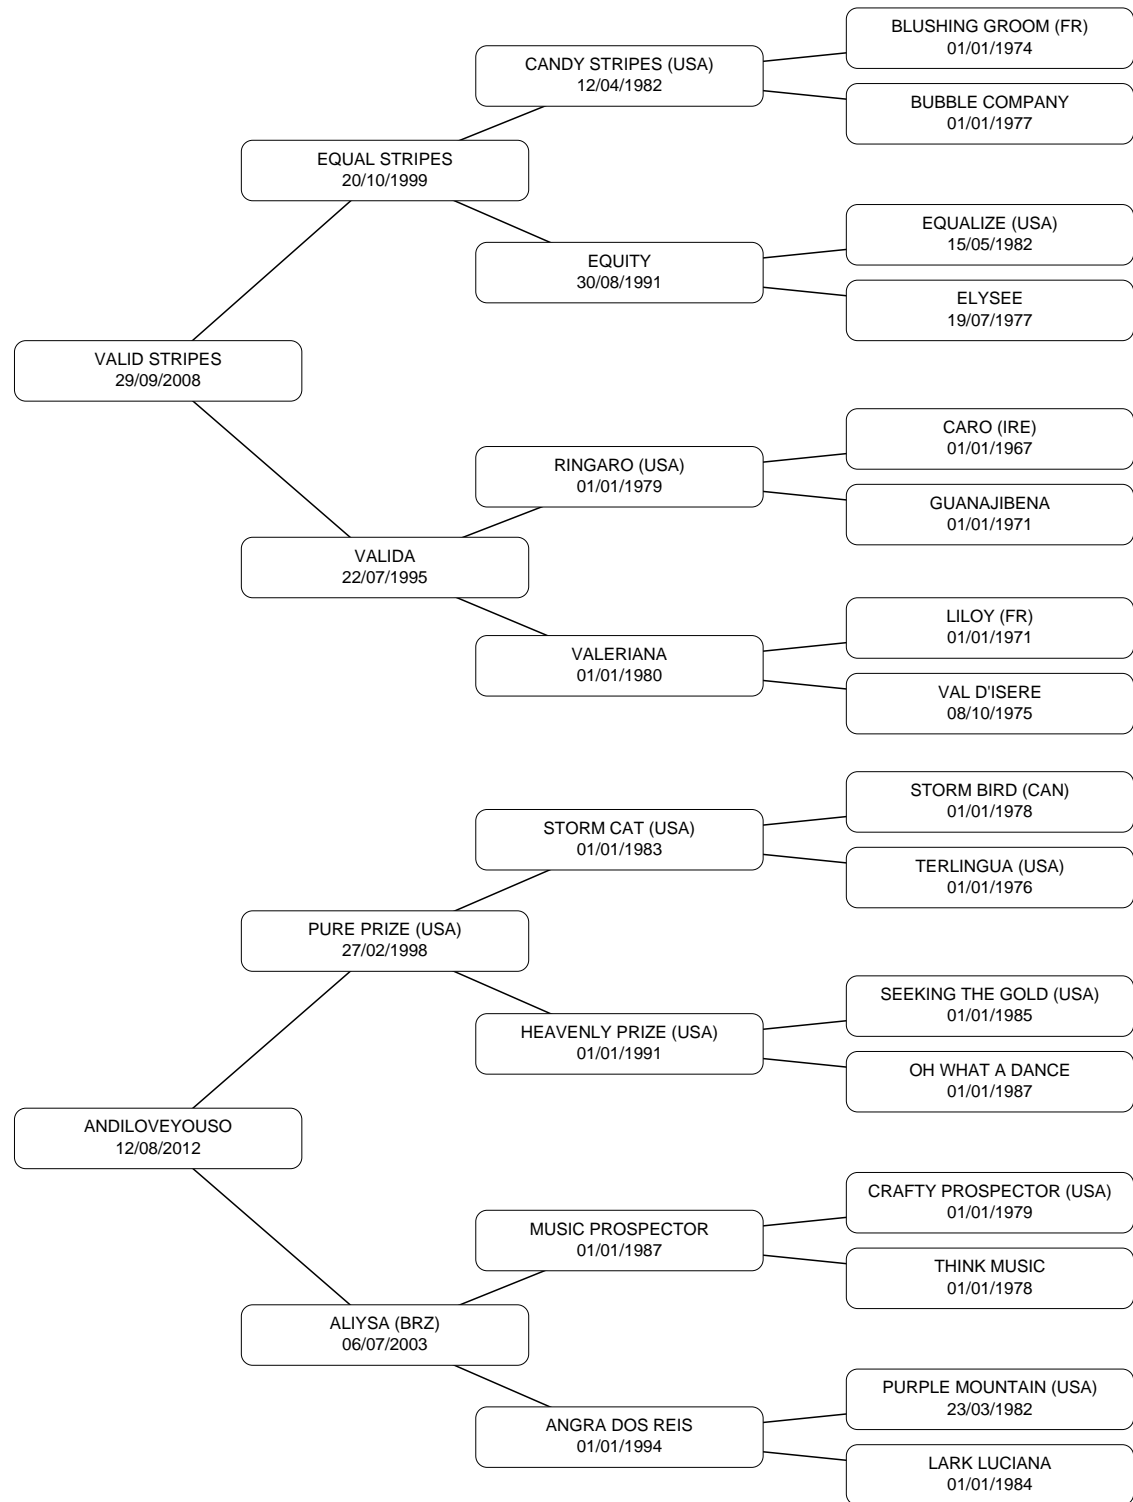 BLUSHING GROOM (FR)
01/01/1974
CANDY STRIPES (USA)
12/04/1982
BUBBLE COMPANY
01/01/1977
EQUAL STRIPES
20/10/1999
EQUALIZE (USA)
15/05/1982
EQUITY
30/08/1991
ELYSEE
19/07/1977
VALID STRIPES
29/09/2008
CARO (IRE)
01/01/1967
RINGARO (USA)
01/01/1979
GUANAJIBENA
01/01/1971
VALIDA
22/07/1995
LILOY (FR)
01/01/1971
VALERIANA
01/01/1980
VAL D'ISERE
08/10/1975
STORM BIRD (CAN)
01/01/1978
STORM CAT (USA)
01/01/1983
TERLINGUA (USA)
01/01/1976
PURE PRIZE (USA)
27/02/1998
SEEKING THE GOLD (USA)
01/01/1985
HEAVENLY PRIZE (USA)
01/01/1991
OH WHAT A DANCE
01/01/1987
ANDILOVEYOUSO
12/08/2012
CRAFTY PROSPECTOR (USA)
01/01/1979
MUSIC PROSPECTOR
01/01/1987
THINK MUSIC
01/01/1978
ALIYSA (BRZ)
06/07/2003
PURPLE MOUNTAIN (USA)
23/03/1982
ANGRA DOS REIS
01/01/1994
LARK LUCIANA
01/01/1984